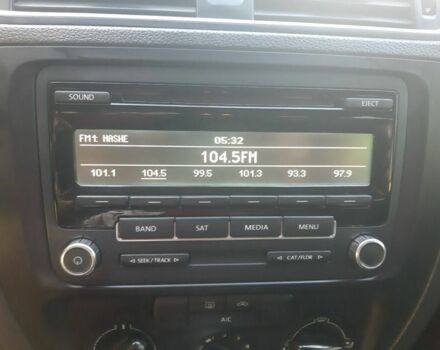 SOUND
EJECT
FM1: NASHE 05:32
104.5FM
101.1 104.5 99.5 101.3 93.3 97.9
BAND SAT MEDIA MENU
SEEK/TRACK CAT/FLDR
A/C